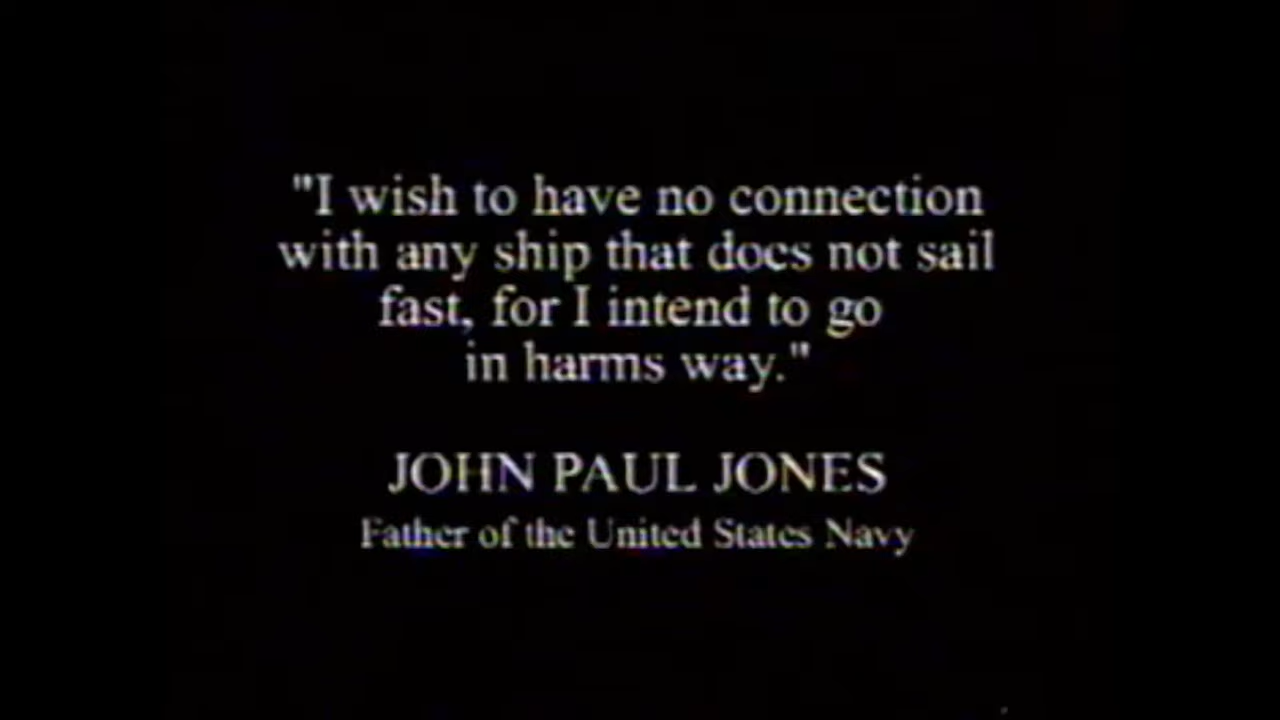 "I wish to have no connection
with any ship that does not sail
fast, for I intend to go
in harms way."
JOHN PAUL JONES
Father of the United States Navy